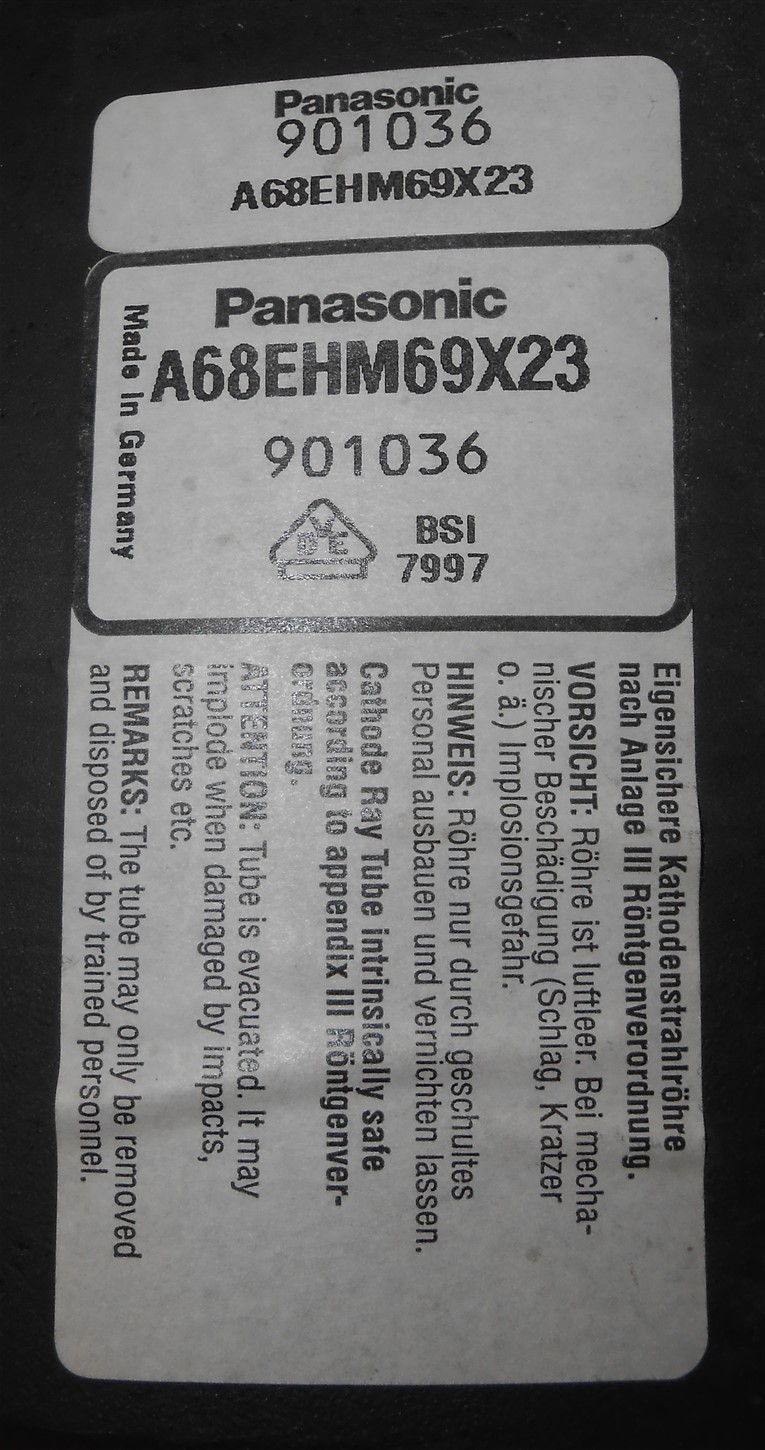 Panasonic
901036
A68EHM69X23
Made in Germany
Panasonic
A68EHM69X23
901036
VDE
BSI
7997
Eigensichere Kathodenstrahlröhre
nach Anlage III Röntgenverordnung.
VORSICHT: Röhre ist luftleer. Bei mecha-
nischer Beschädigung (Schlag, Kratzer
o. ä.) Implosionsgefahr.
HINWEIS: Röhre nur durch geschultes
Personal ausbauen und vernichten lassen.
Cathode Ray Tube intrinsically safe
according to appendix III Röntgenver-
ordnung.
ATTENTION: Tube is evacuated. It may
implode when damaged by impacts,
scratches etc.
REMARKS: The tube may only be removed
and disposed of by trained personnel.